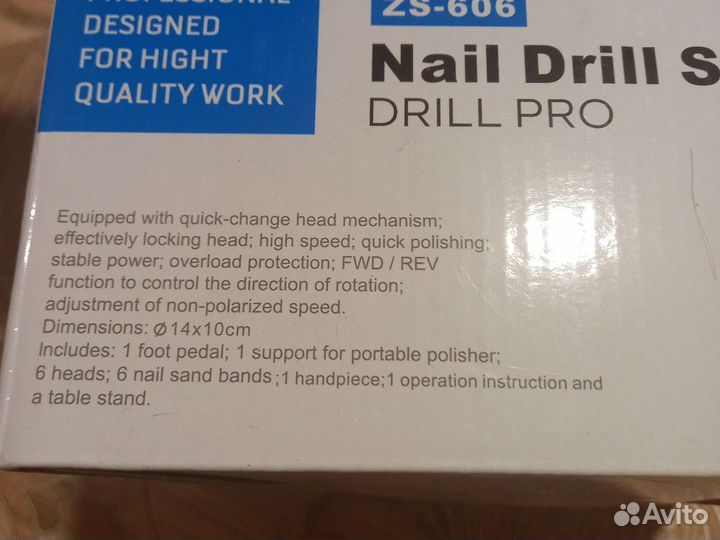 PROFESSIONAL
DESIGNED
FOR HIGHT
QUALITY WORK
ZS-606
Nail Drill S
DRILL PRO
Equipped with quick-change head mechanism;
effectively locking head; high speed; quick polishing;
stable power; overload protection; FWD / REV
function to control the direction of rotation;
adjustment of non-polarized speed.
Dimensions: ø14x10cm
Includes: 1 foot pedal; 1 support for portable polisher;
6 heads; 6 nail sand bands ;1 handpiece;1 operation instruction and
a table stand.
Avito